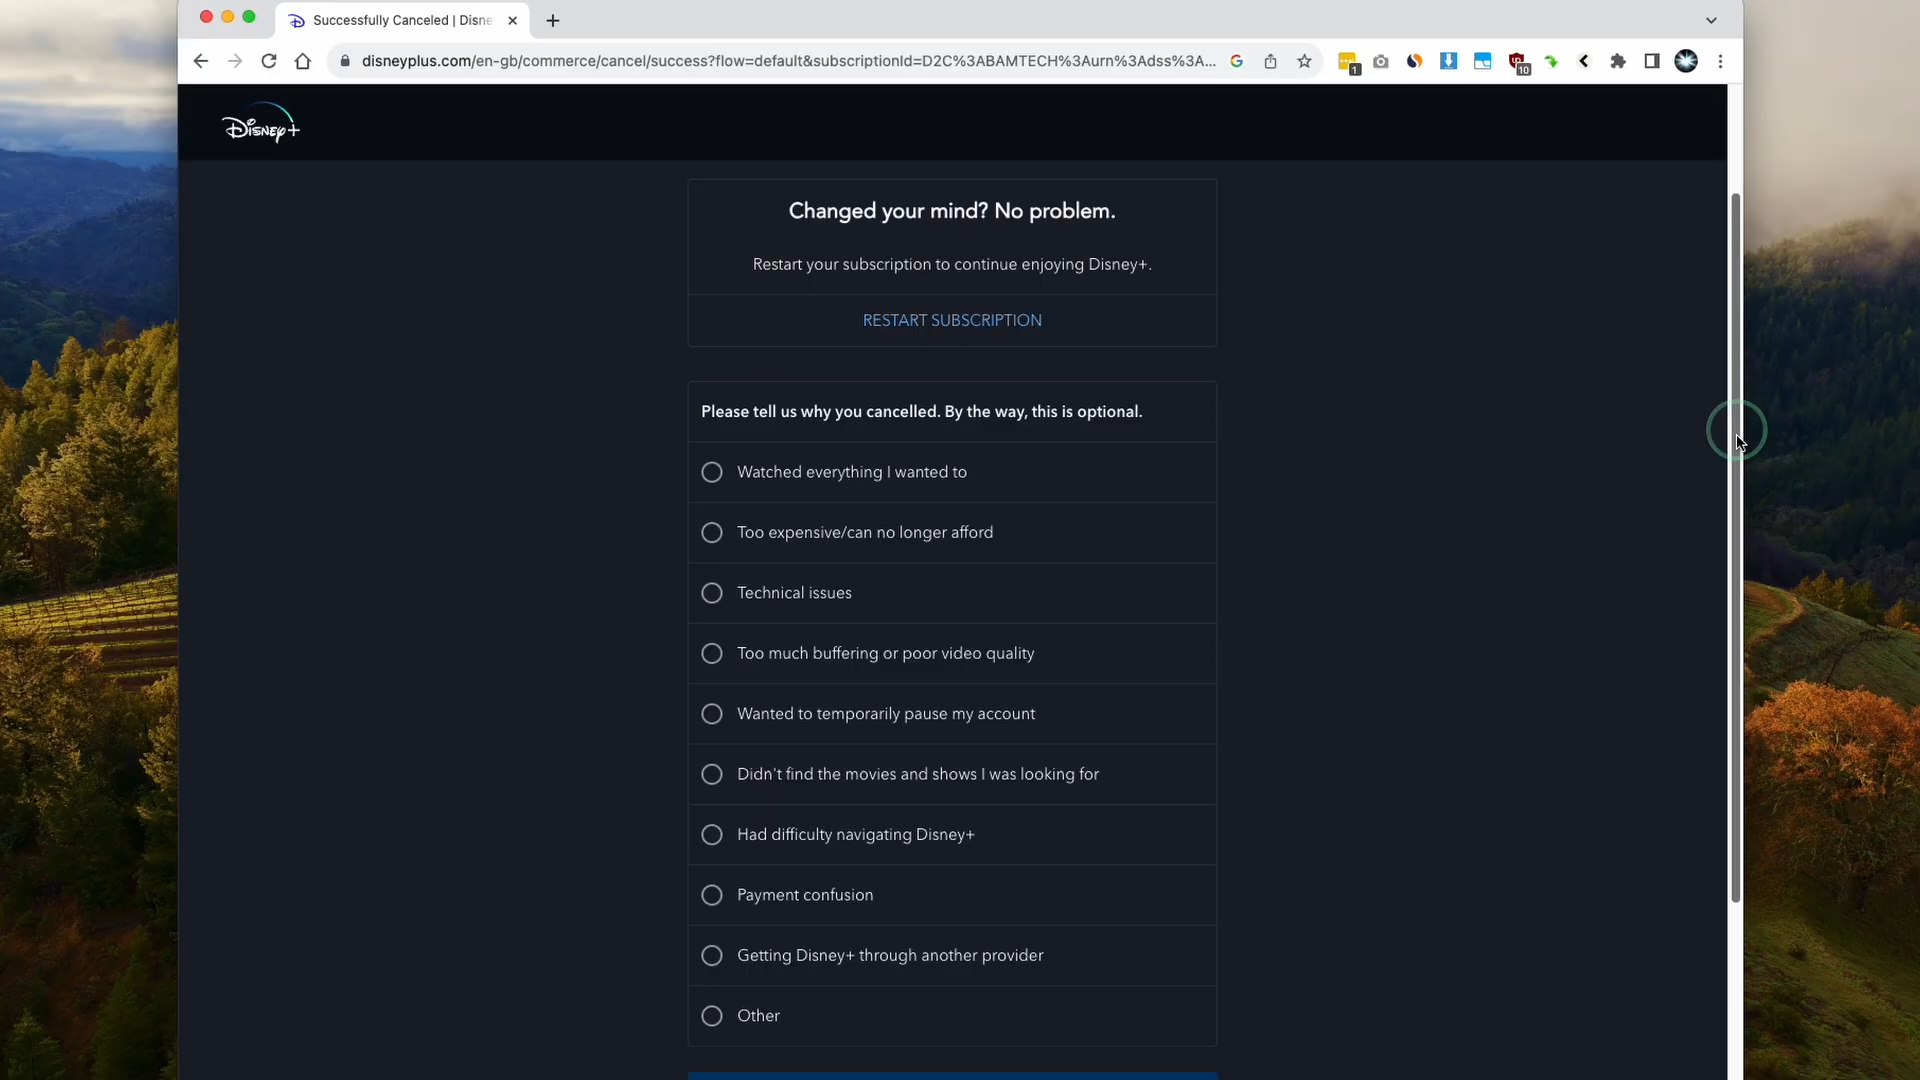 Successfully Canceled | Disne
disneyplus.com/en-gb/commerce/cancel/success?flow=default&subscriptionId=D2C%3ABAMTECH%3Aurn%3Adss%3A...
1
10
Disney+
Changed your mind? No problem.
Restart your subscription to continue enjoying Disney+.
RESTART SUBSCRIPTION
Please tell us why you cancelled. By the way, this is optional.
Watched everything I wanted to
Too expensive/can no longer afford
Technical issues
Too much buffering or poor video quality
Wanted to temporarily pause my account
Didn't find the movies and shows I was looking for
Had difficulty navigating Disney+
Payment confusion
Getting Disney+ through another provider
Other